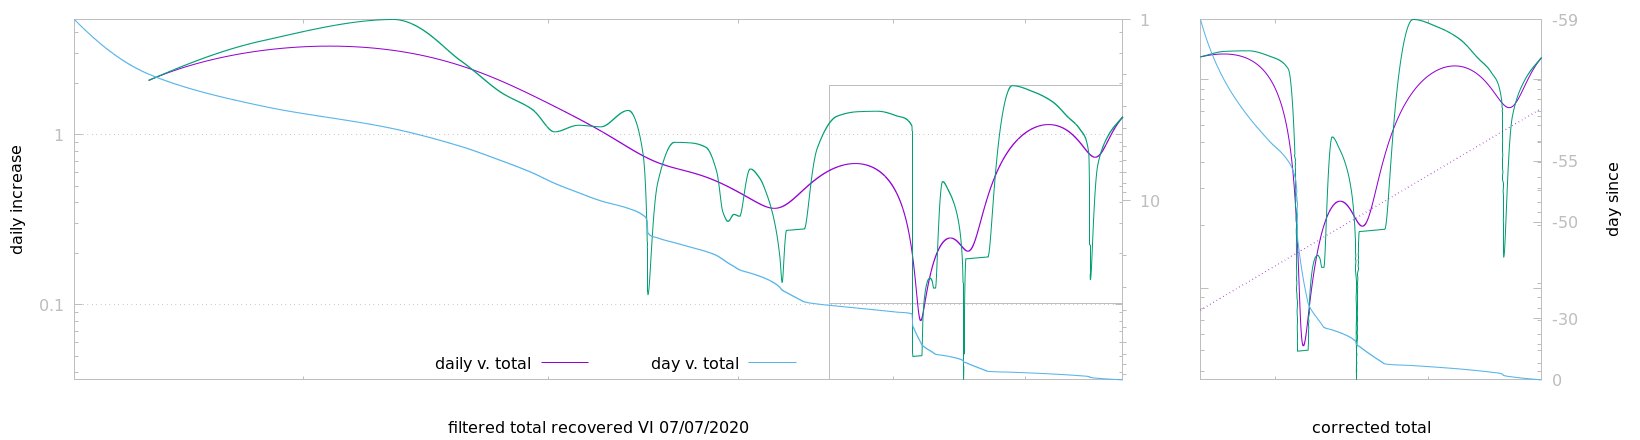 daily increase
1
0.1
daily v. total
day v. total
1
10
filtered total recovered VI 07/07/2020
-59
-55
-50
-30
0
day since
corrected total